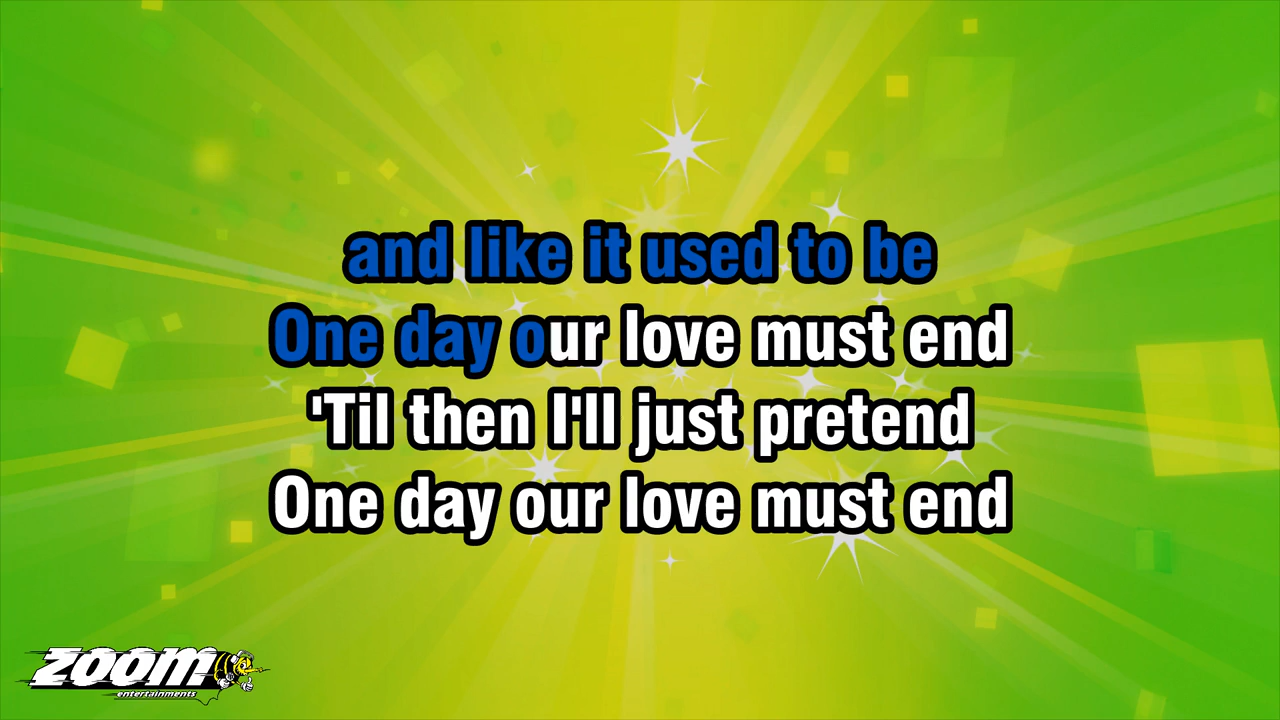 and like it used to be
One day our love must end
'Til then I'll just pretend
One day our love must end
zoom
entertainments